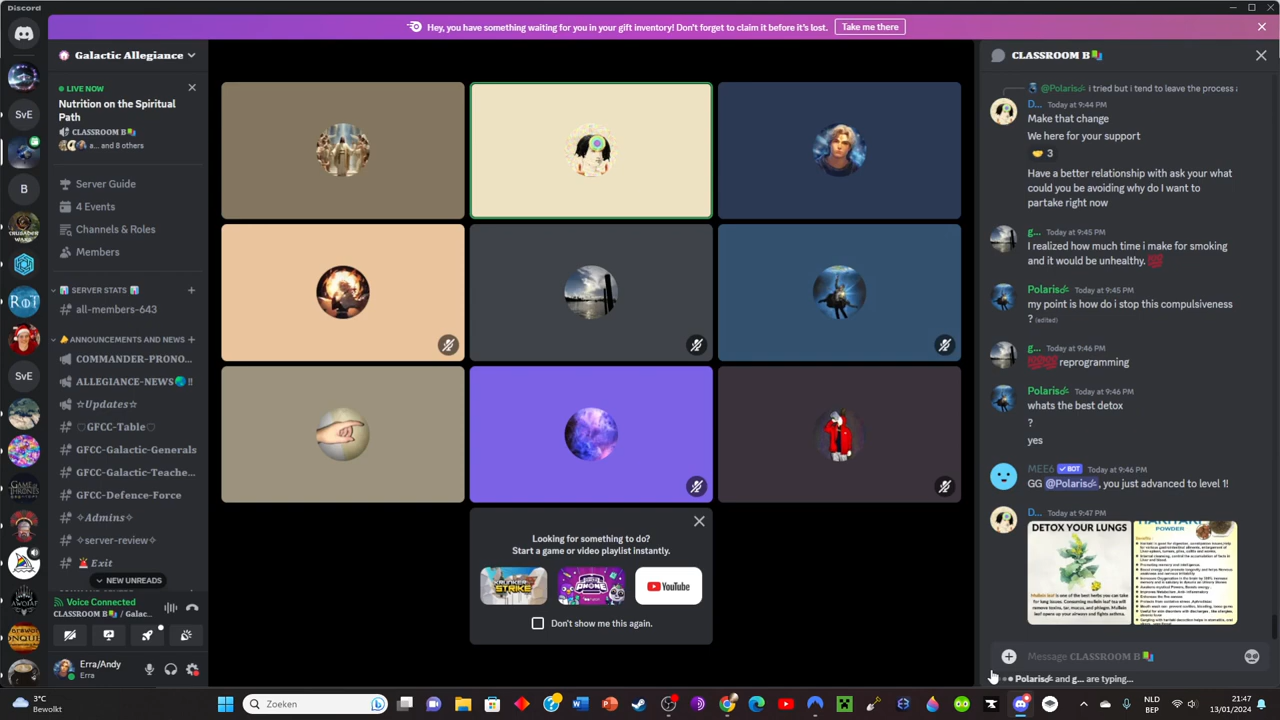 Discord
Hey, you have something waiting for you in your gift inventory! Don't forget to claim it before it's lost.
Take me there
Galactic Allegiance
LIVE NOW
Nutrition on the Spiritual
Path
CLASSROOM B
a... and 8 others
Server Guide
4 Events
Channels & Roles
Members
SERVER STATS
all-members-643
ANNOUNCEMENTS AND NEWS
COMMANDER-PRONO...
ALLEGIANCE-NEWS🌏‼
☆Updates☆
♡GFCC-Table♡
GFCC-Galactic-Generals
GFCC-Galactic-Teache...
GFCC-Defence-Force
✧Admins✧
✧server-review✧
Exit
NEW UNREADS
Voice Connected
CLASSROOM B / Galac...
Erra/Andy
Erra
SvE
B
SvE
Looking for something to do?
Start a game or video playlist instantly.
YouTube
Don't show me this again.
CLASSROOM B
@Polaris i tried but i tend to leave the process a
D... Today at 9:44 PM
Make that change
We here for your support
3
Have a better relationship with ask your what
could you be avoiding why do I want to
partake right now
g... Today at 9:45 PM
I realized how much time i make for smoking
and it would be unhealthy. 💯
Polaris Today at 9:45 PM
my point is how do i stop this compulsiveness
? (edited)
g... Today at 9:46 PM
💯💯 reprogramming
Polaris Today at 9:46 PM
whats the best detox
?
yes
MEE6 ✓ BOT Today at 9:46 PM
GG @Polaris, you just advanced to level 1!
D... Today at 9:47 PM
DETOX YOUR LUNGS
HARITAKI
POWDER
Message CLASSROOM B
Polaris and g... are typing...
3°C
Bewolkt
Zoeken
NLD
BEP
21:47
13/01/2024